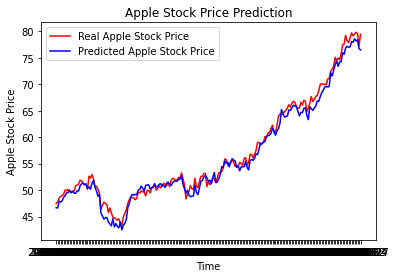 Apple Stock Price Prediction
Real Apple Stock Price
Predicted Apple Stock Price
Apple Stock Price
80
75
70
65
60
55
50
45
Time